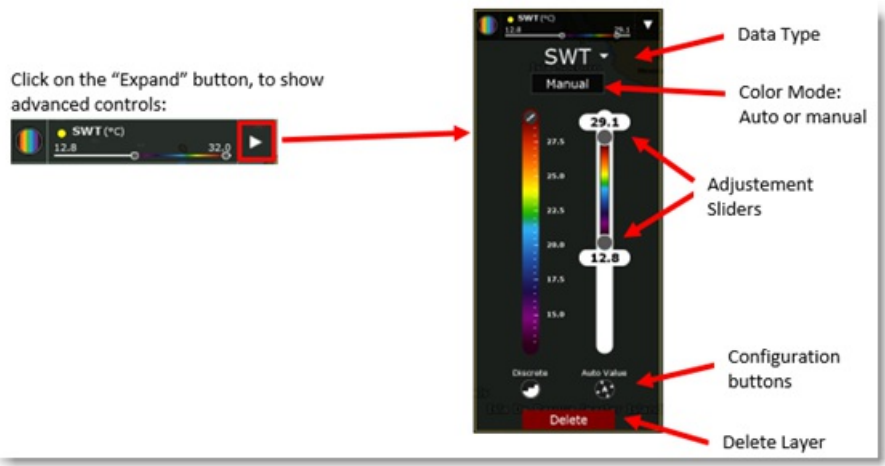 Click on the “Expand” button, to show
advanced controls:
SWT (°C)
12.8 32.0
SWT (°C)
12.8 29.1
SWT
Manual
29.1
27.5
25.0
22.5
20.0
12.8
17.5
15.0
Discrete Auto Value
Delete
Data Type
Color Mode:
Auto or manual
Adjustement
Sliders
Configuration
buttons
Delete Layer